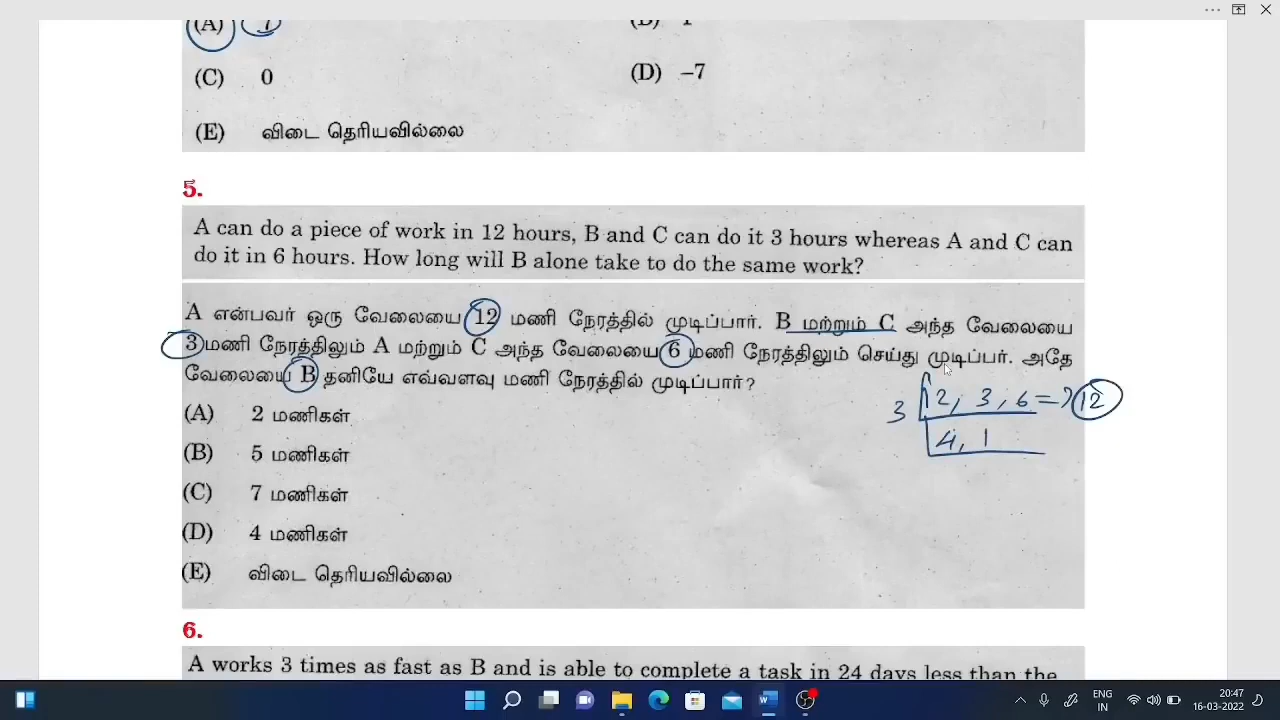 (A) 7
(C) 0 (D) –7
(E) விடை தெரியவில்லை
5.
A can do a piece of work in 12 hours, B and C can do it 3 hours whereas A and C can
do it in 6 hours. How long will B alone take to do the same work?
A என்பவர் ஒரு வேலையை 12 மணி நேரத்தில் முடிப்பார். B மற்றும் C அந்த வேலையை
3 மணி நேரத்திலும் A மற்றும் C அந்த வேலையை 6 மணி நேரத்திலும் செய்து முடிப்பர். அதே
வேலையை B தனியே எவ்வளவு மணி நேரத்தில் முடிப்பார்?
3 12, 3, 6 => 12
4, 1
(A) 2 மணிகள்
(B) 5 மணிகள்
(C) 7 மணிகள்
(D) 4 மணிகள்
(E) விடை தெரியவில்லை
6.
A works 3 times as fast as B and is able to complete a task in 24 days less than the
ENG
IN
20:47
16-03-2022